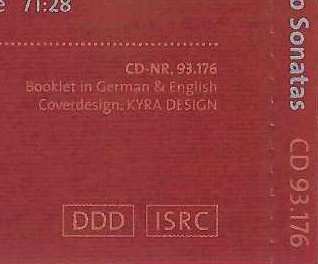 71:28
CD-NR. 93.176
Booklet in German & English
Coverdesign: KYRA DESIGN
DDD ISRC
o Sonatas CD 93.176